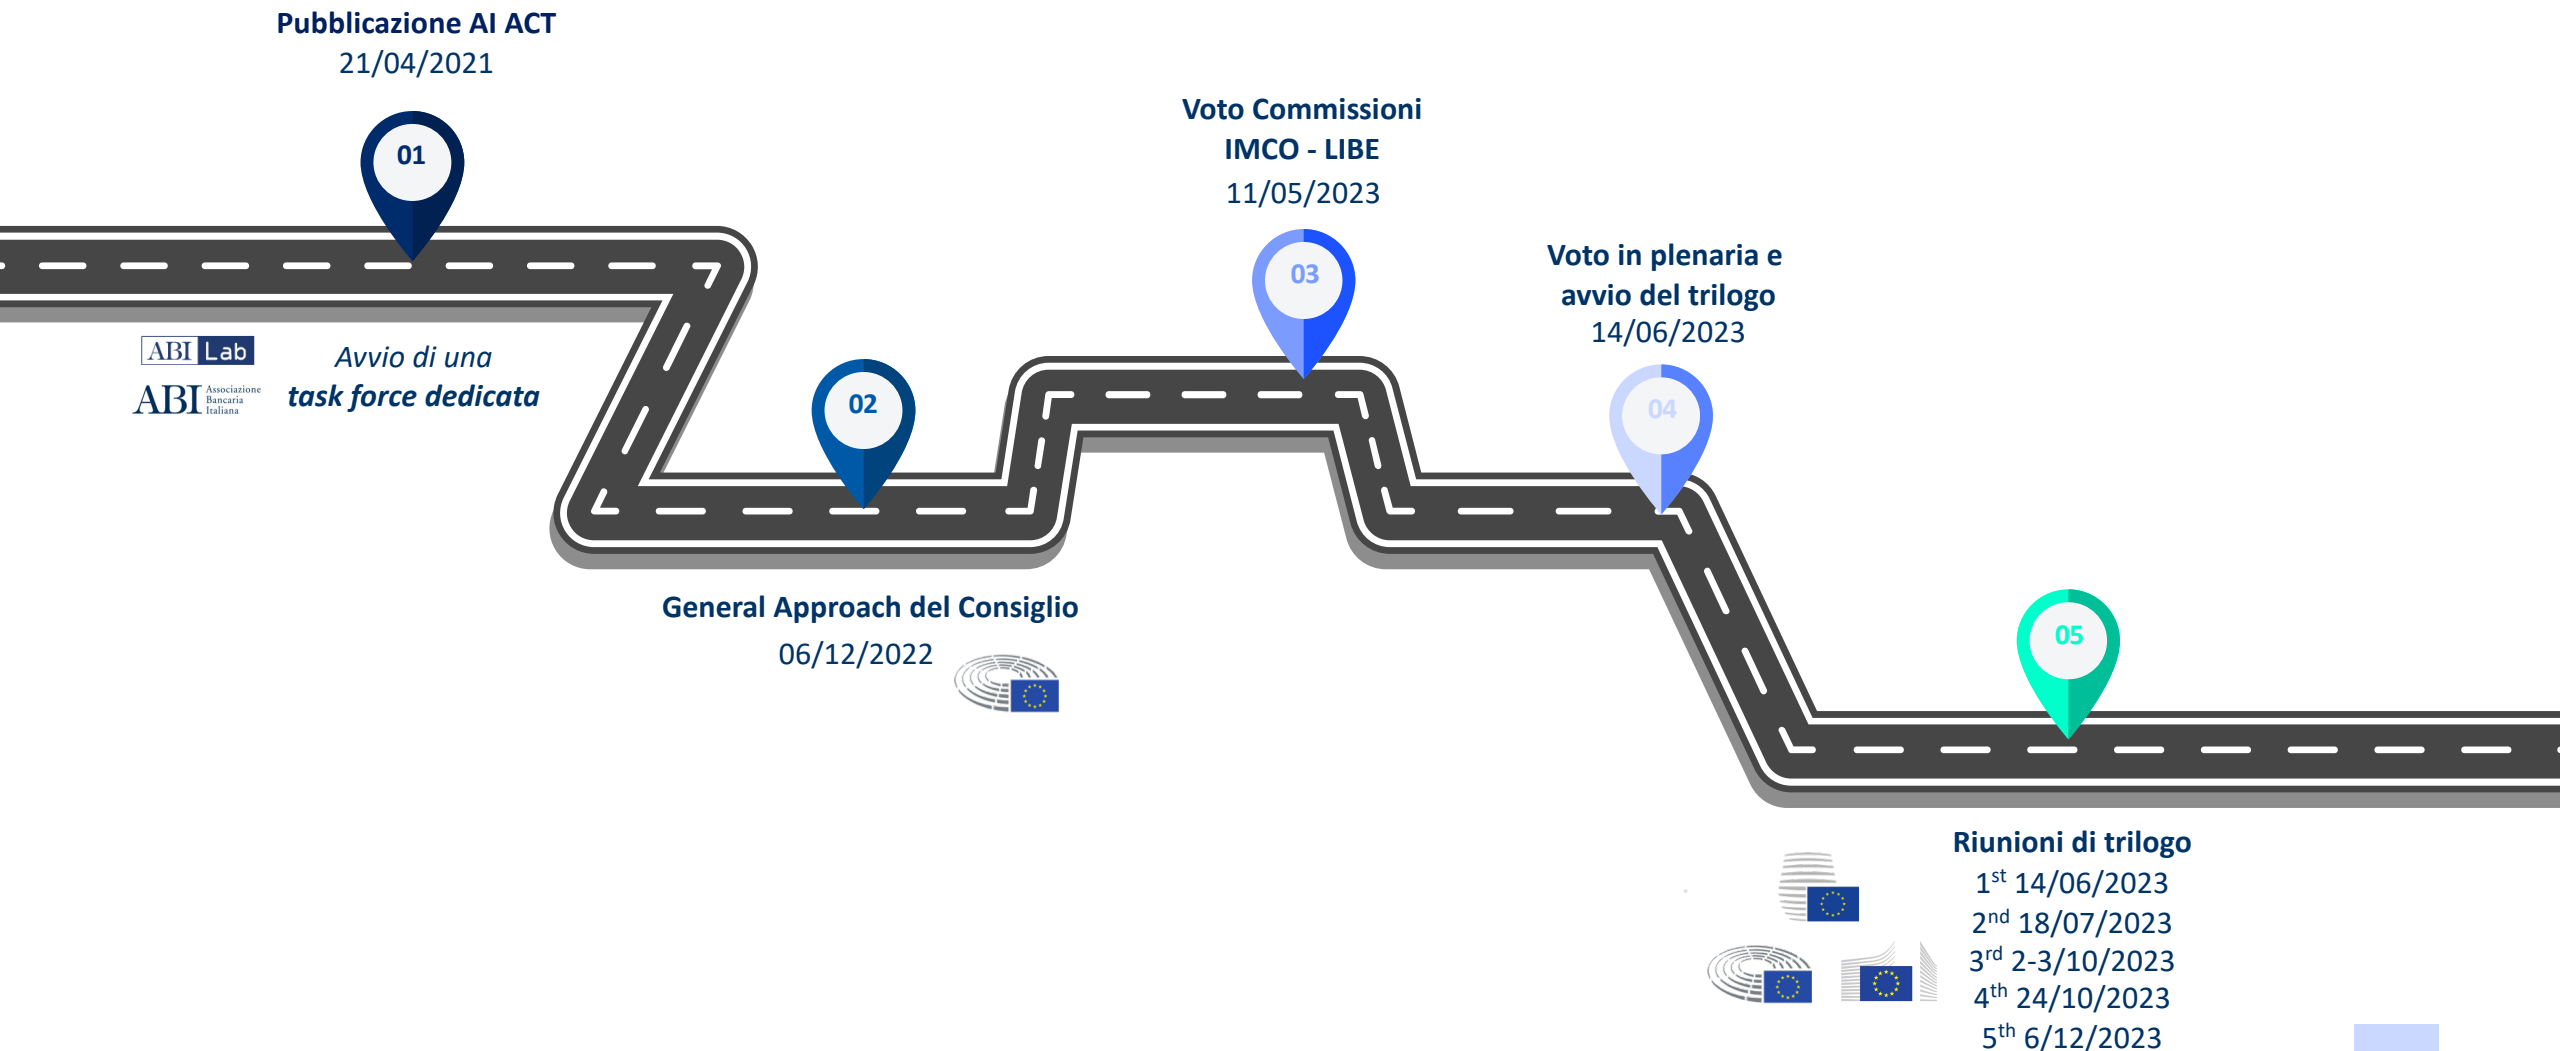 Pubblicazione AI ACT
21/04/2021
01
ABI Lab
ABI Associazione
Bancaria
Italiana
Avvio di una
task force dedicata
02
General Approach del Consiglio
06/12/2022
Voto Commissioni
IMCO - LIBE
11/05/2023
03
Voto in plenaria e
avvio del trilogo
14/06/2023
04
05
Riunioni di trilogo
1st 14/06/2023
2nd 18/07/2023
3rd 2-3/10/2023
4th 24/10/2023
5th 6/12/2023